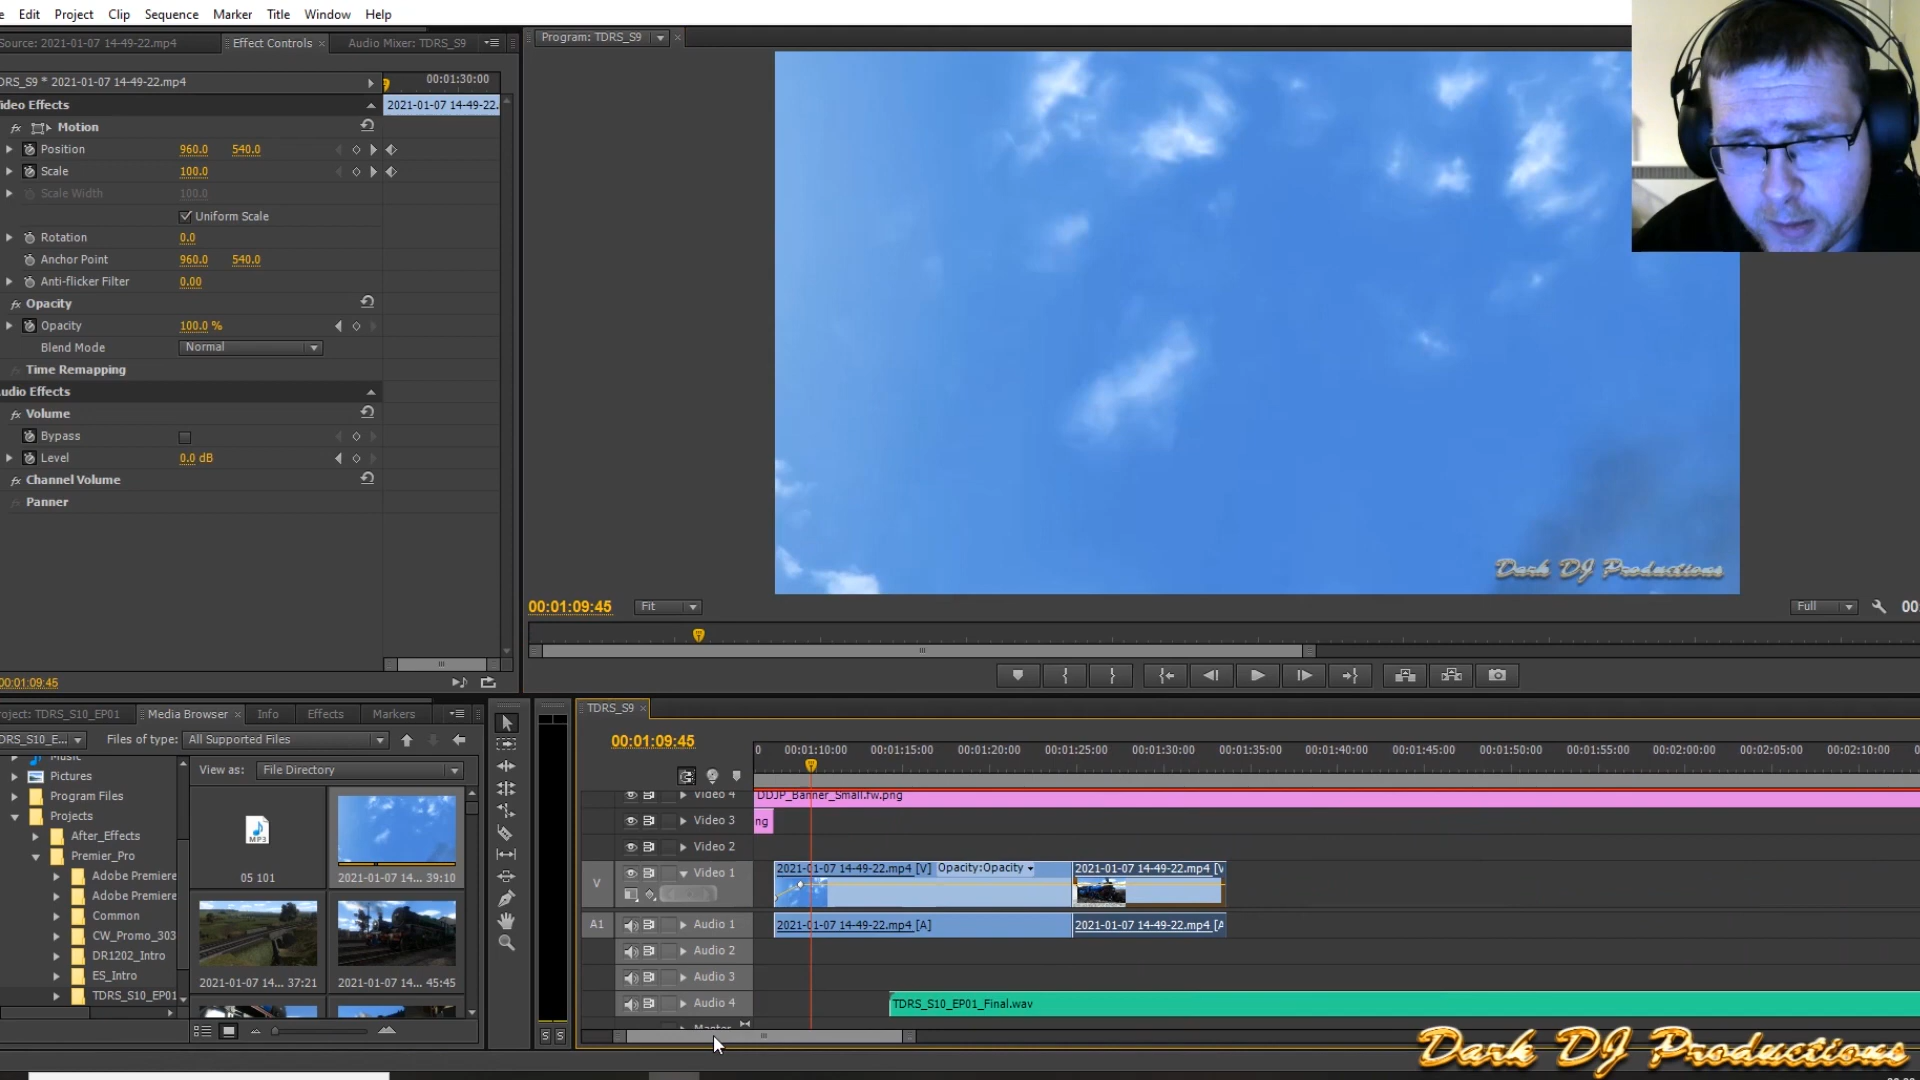 Edit Project Clip Sequence Marker Title Window Help
Source: 2021-01-07 14-49-22.mp4 Effect Controls × Audio Mixer: TDRS_S9
Program: TDRS_S9
DRS_S9 * 2021-01-07 14-49-22.mp4 00:01:30:00
ideo Effects 2021-01-07 14-49-22.
fx Motion
Position 960.0 540.0
Scale 100.0
Scale Width 100.0
Uniform Scale
Rotation 0.0
Anchor Point 960.0 540.0
Anti-flicker Filter 0.00
fx Opacity
Opacity 100.0 %
Blend Mode Normal
Time Remapping
udio Effects
fx Volume
Bypass
Level 0.0 dB
fx Channel Volume
Panner
00:01:09:45
Dark DJ Productions
00:01:09:45 Fit Full 00
oject: TDRS_S10_EP01 Media Browser × Info Effects Markers
DRS_S10_E... Files of type: All Supported Files
View as: File Directory
Music
Pictures
Program Files
Projects
After_Effects
Premier_Pro
Adobe Premiere
Adobe Premiere
Common
CW_Promo_303
DR1202_Intro
ES_Intro
TDRS_S10_EP01
MP3
05 101
2021-01-07 14... 39:10
2021-01-07 14... 37:21
2021-01-07 14... 45:45
S S
TDRS_S9 ×
00:01:09:45
0 00:01:10:00 00:01:15:00 00:01:20:00 00:01:25:00 00:01:30:00 00:01:35:00 00:01:40:00 00:01:45:00 00:01:50:00 00:01:55:00 00:02:00:00 00:02:05:00 00:02:10:00
Video 4 DDJP_Banner_Small.fw.png
Video 3 ng
Video 2
V Video 1 2021-01-07 14-49-22.mp4 [V] Opacity:Opacity 2021-01-07 14-49-22.mp4 [V
A1 Audio 1 2021-01-07 14-49-22.mp4 [A] 2021-01-07 14-49-22.mp4 [A
Audio 2
Audio 3
Audio 4 TDRS_S10_EP01_Final.wav
Master
Dark DJ Productions